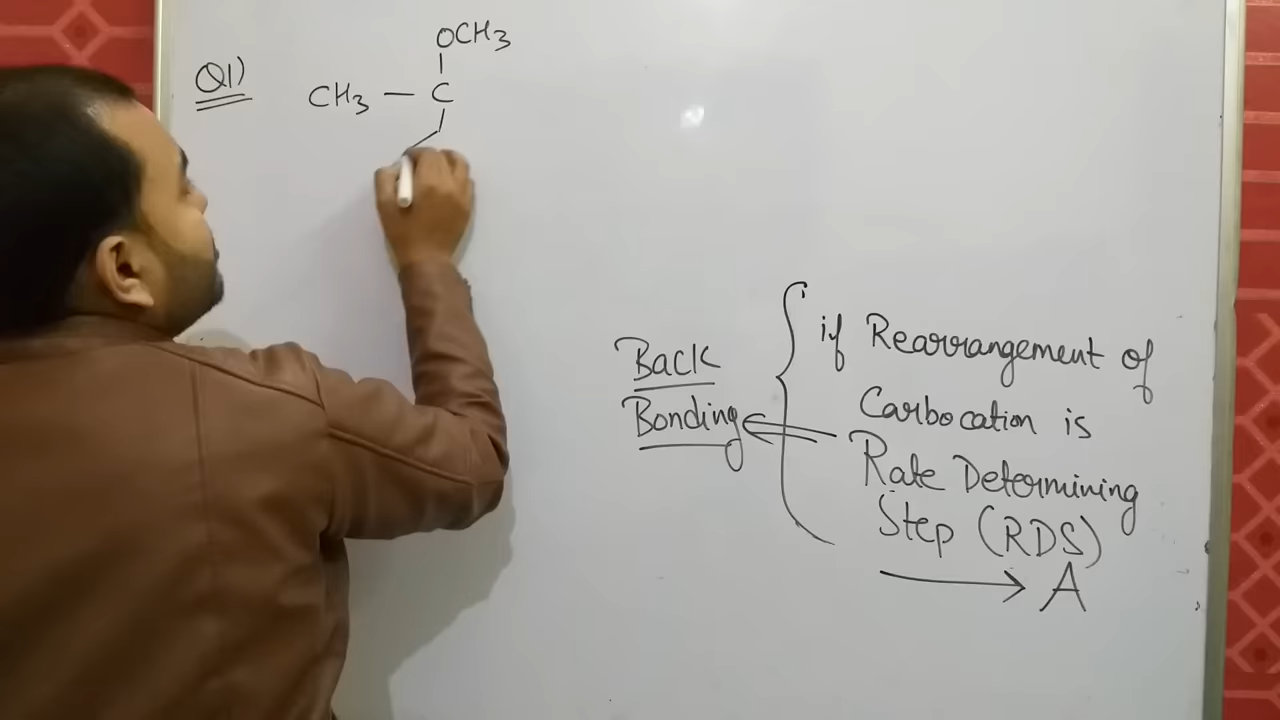 Q1)
OCH3
CH3 — C
Back
Bonding
if Rearrangement of
Carbocation is
Rate Determining
Step (RDS)
→ A